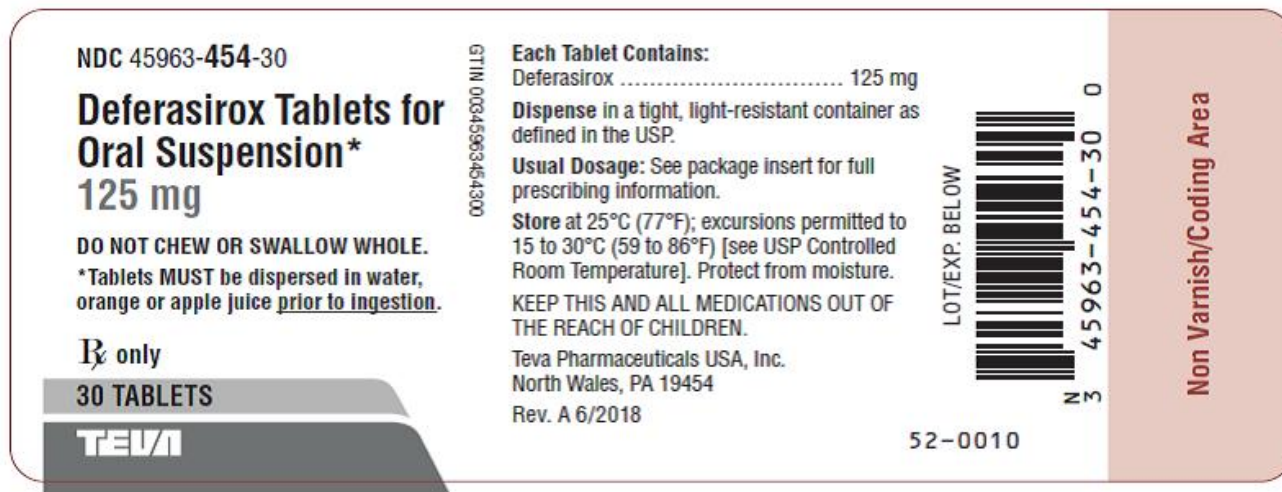 NDC 45963-454-30
Deferasirox Tablets for
Oral Suspension*
125 mg
DO NOT CHEW OR SWALLOW WHOLE.
*Tablets MUST be dispersed in water,
orange or apple juice prior to ingestion.
Rx only
30 TABLETS
TEVA
GTIN 00345963454300
Each Tablet Contains:
Deferasirox ............................. 125 mg
Dispense in a tight, light-resistant container as
defined in the USP.
Usual Dosage: See package insert for full
prescribing information.
Store at 25°C (77°F); excursions permitted to
15 to 30°C (59 to 86°F) [see USP Controlled
Room Temperature]. Protect from moisture.
KEEP THIS AND ALL MEDICATIONS OUT OF
THE REACH OF CHILDREN.
Teva Pharmaceuticals USA, Inc.
North Wales, PA 19454
Rev. A 6/2018
LOT/EXP. BELOW
N
3 45963-454-30 0
52-0010
Non Varnish/Coding Area